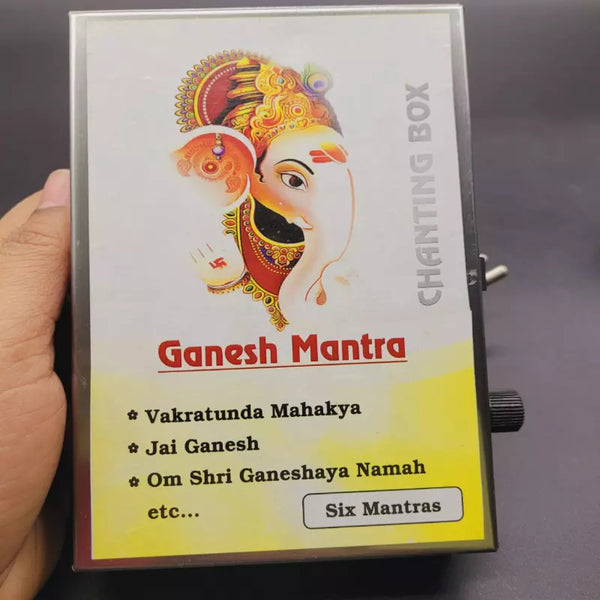 CHANTING BOX
Ganesh Mantra
Vakratunda Mahakya
Jai Ganesh
Om Shri Ganeshaya Namah
etc...
Six Mantras